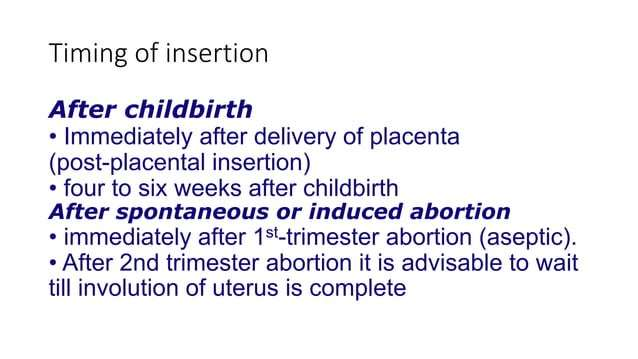 Timing of insertion
After childbirth
• Immediately after delivery of placenta
(post-placental insertion)
• four to six weeks after childbirth
After spontaneous or induced abortion
• immediately after 1st-trimester abortion (aseptic).
• After 2nd trimester abortion it is advisable to wait
till involution of uterus is complete